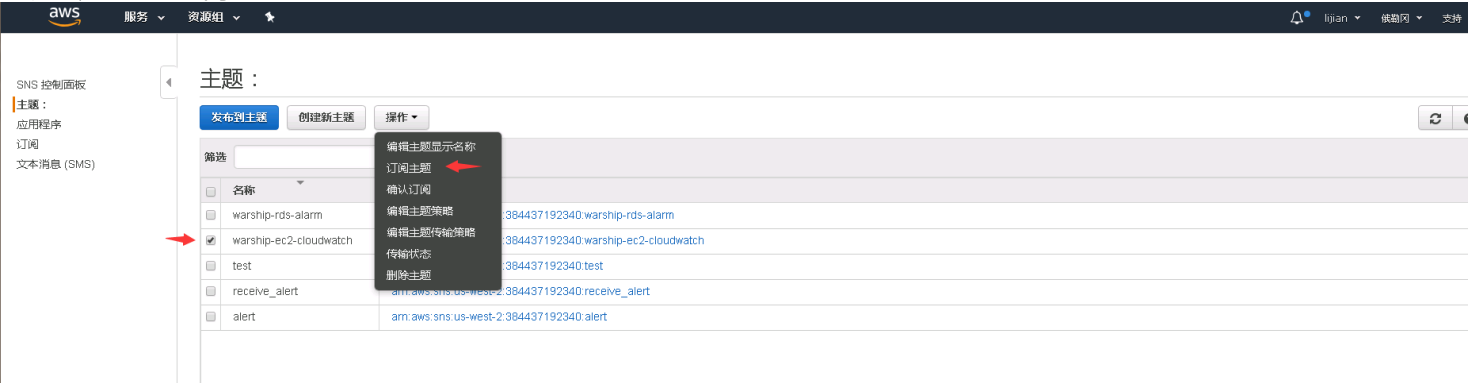 aws 服务 资源组 lijian 俄勒冈 支持
SNS 控制面板
主题：
应用程序
订阅
文本消息 (SMS)
主题：
发布到主题 创建新主题 操作
筛选
编辑主题显示名称
订阅主题
确认订阅
编辑主题策略
编辑主题传输策略
传输状态
删除主题
名称
warship-rds-alarm :384437192340:warship-rds-alarm
warship-ec2-cloudwatch :384437192340:warship-ec2-cloudwatch
test :384437192340:test
receive_alert arn:aws:sns:us-west-2:384437192340:receive_alert
alert arn:aws:sns:us-west-2:384437192340:alert